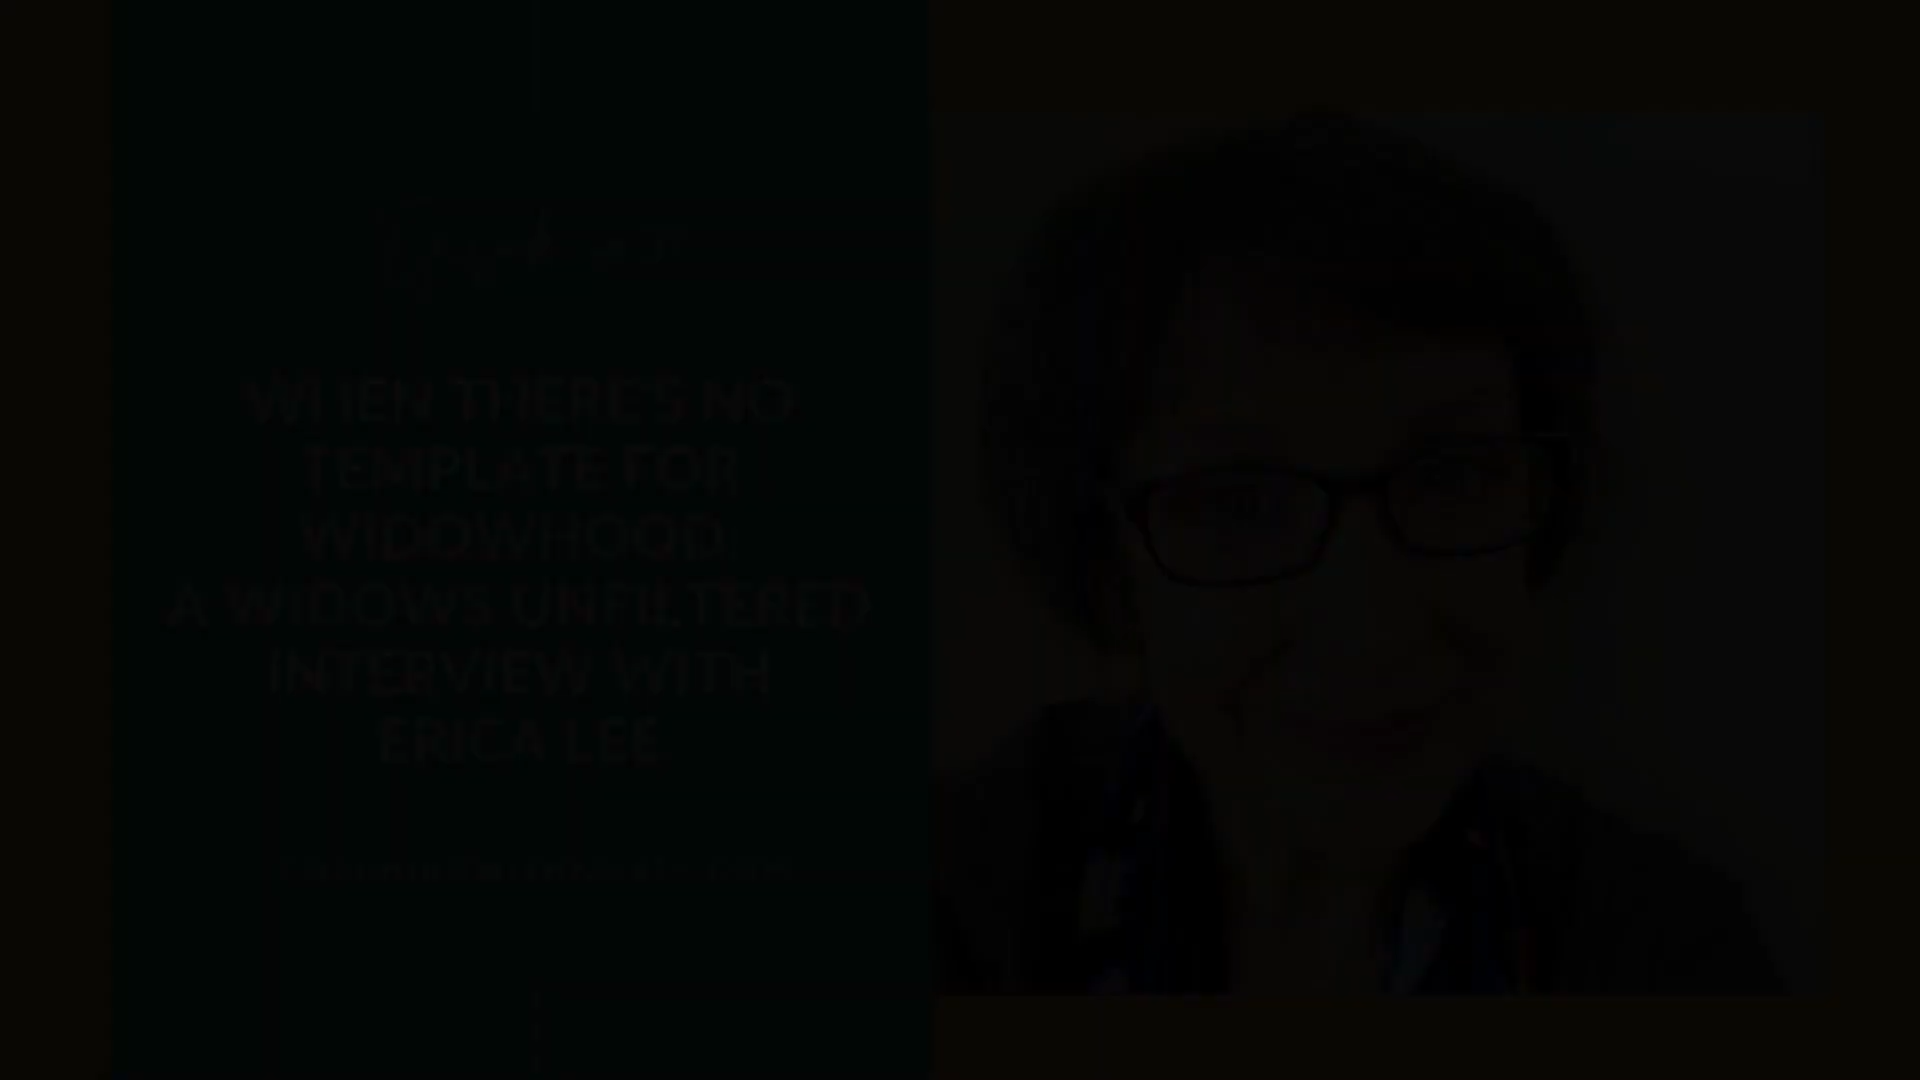 WHEN THERE'S NO
TEMPLATE FOR
WIDOWHOOD
A WIDOWS UNFILTERED
INTERVIEW WITH
ERICA LEE